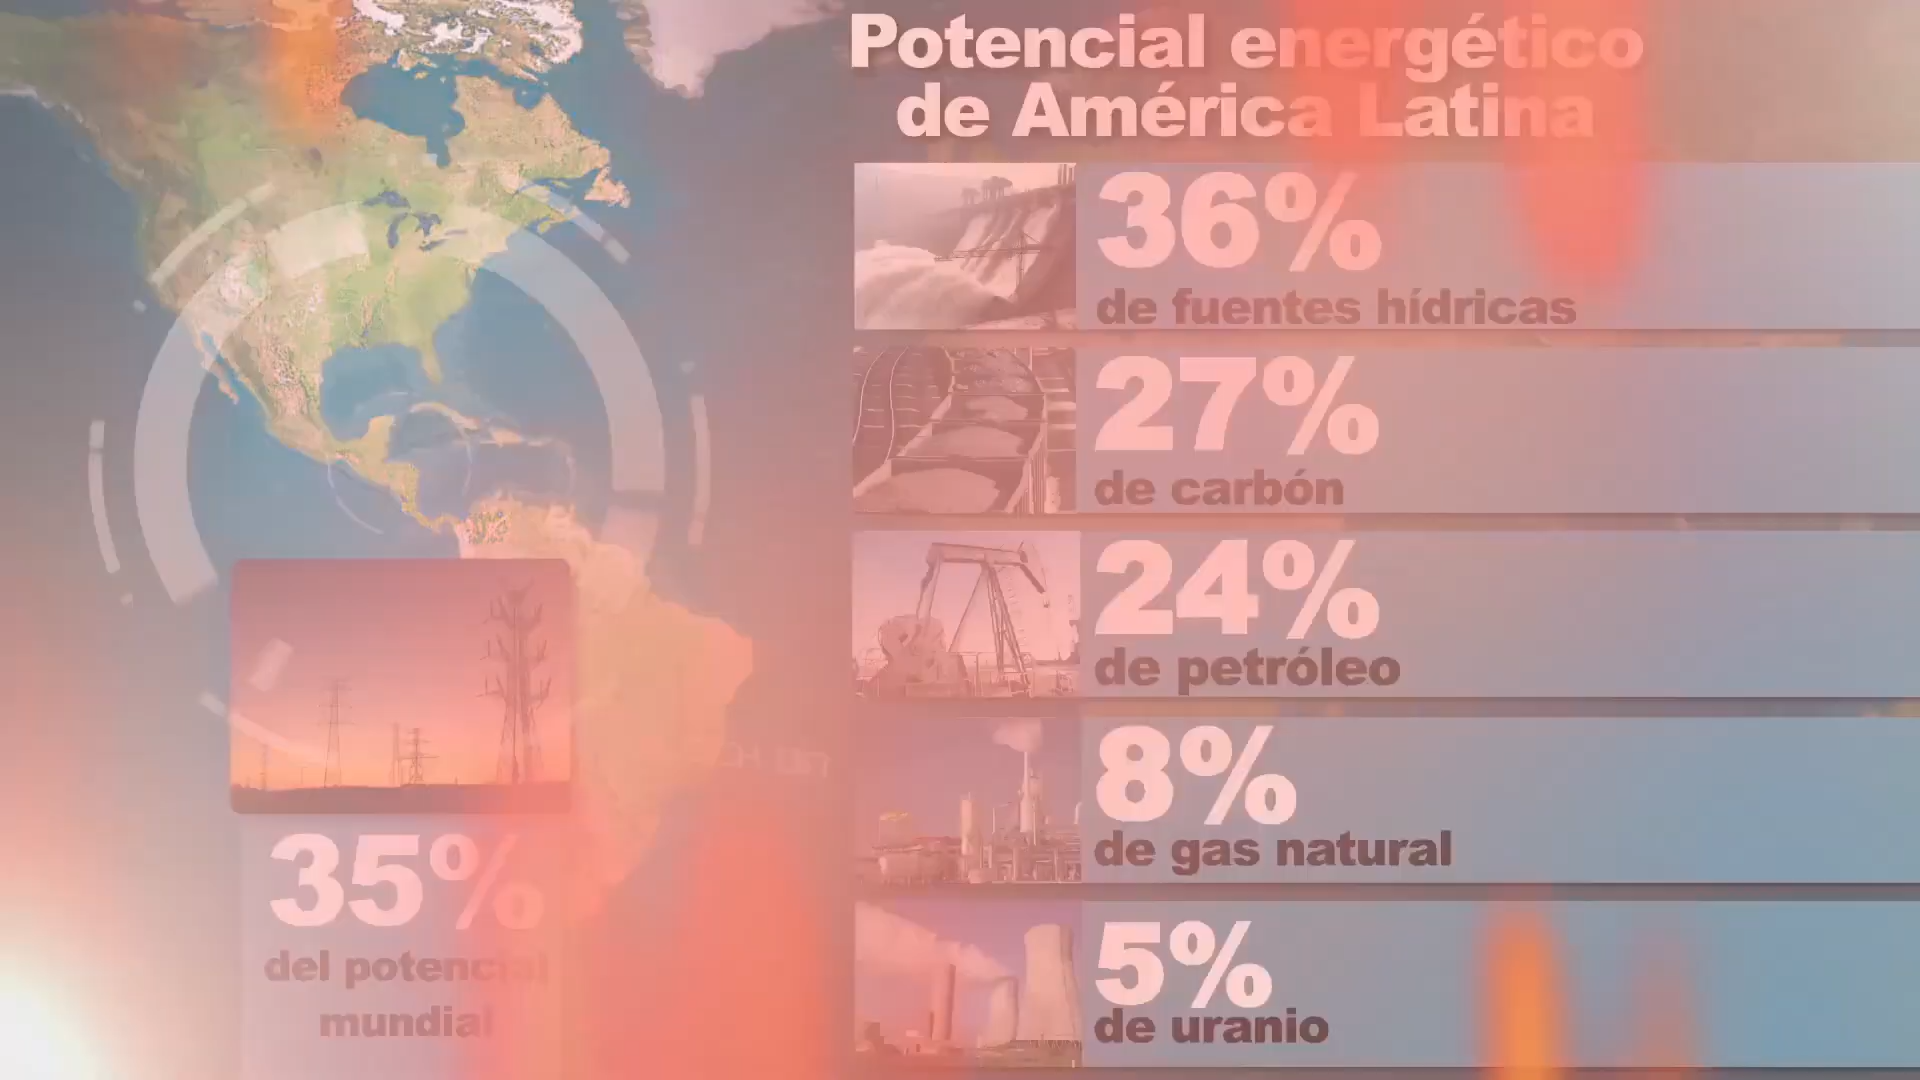 Potencial energético
de América Latina
36%
de fuentes hídricas
27%
de carbón
24%
de petróleo
8%
de gas natural
5%
de uranio
35%
del potencial
mundial